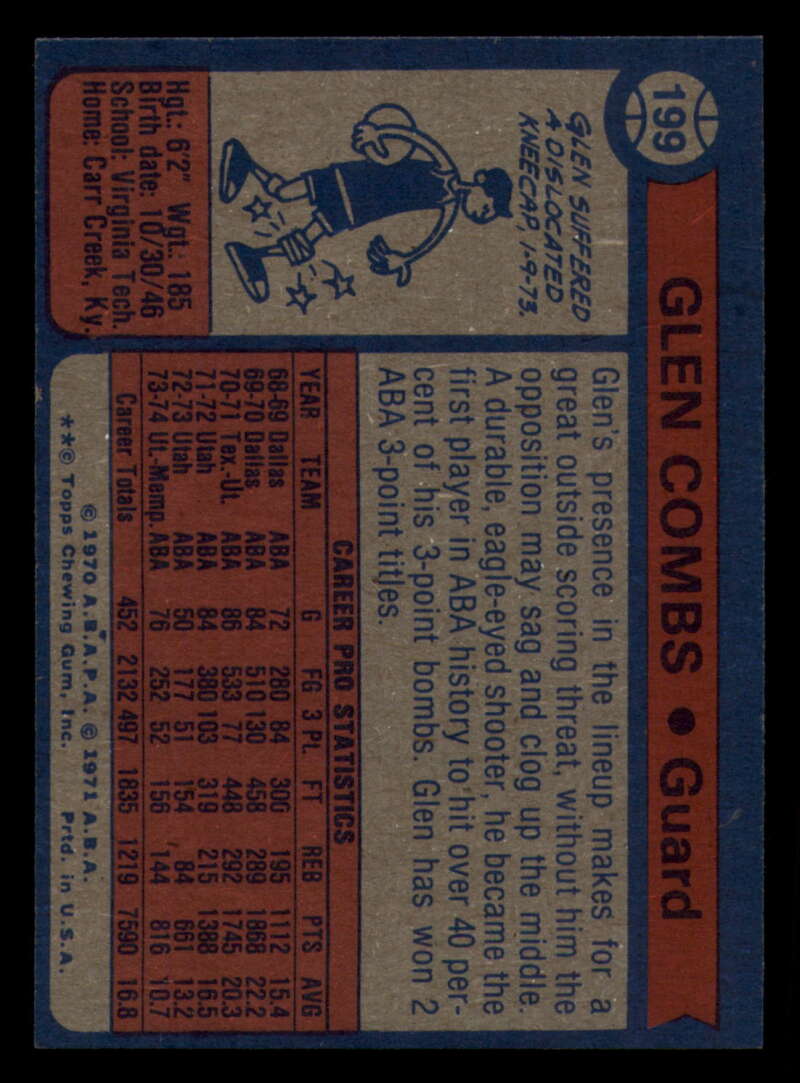 199
GLEN COMBS • Guard
GLEN SUFFERED
A DISLOCATED
KNEECAP, 1-9-73.
Hgt.: 6'2" Wgt.: 185
Birth date: 10/30/46
School: Virginia Tech.
Home: Carr Creek, Ky.
Glen's presence in the lineup makes for a
great outside scoring threat, without him the
opposition may sag and clog up the middle.
A durable, eagle-eyed shooter, he became the
first player in ABA history to hit over 40 per-
cent of his 3-point bombs. Glen has won 2
ABA 3-point titles.
CAREER PRO STATISTICS
YEAR TEAM G FG 3 Pt. FT REB PTS AVG
68-69 Dallas ABA 72 280 84 300 195 1112 15.4
69-70 Dallas ABA 84 510 130 458 289 1868 22.2
70-71 Tex.-Ut. ABA 86 533 77 448 292 1745 20.3
71-72 Utah ABA 84 380 103 319 215 1388 16.5
72-73 Utah ABA 50 177 51 154 84 661 13.2
73-74 Ut.-Memp. ABA 76 252 52 156 144 816 10.7
Career Totals 452 2132 497 1835 1219 7590 16.8
© 1970 A.B.A.P.A. © 1971 A.B.A.
**© Topps Chewing Gum, Inc. Prtd. in U.S.A.